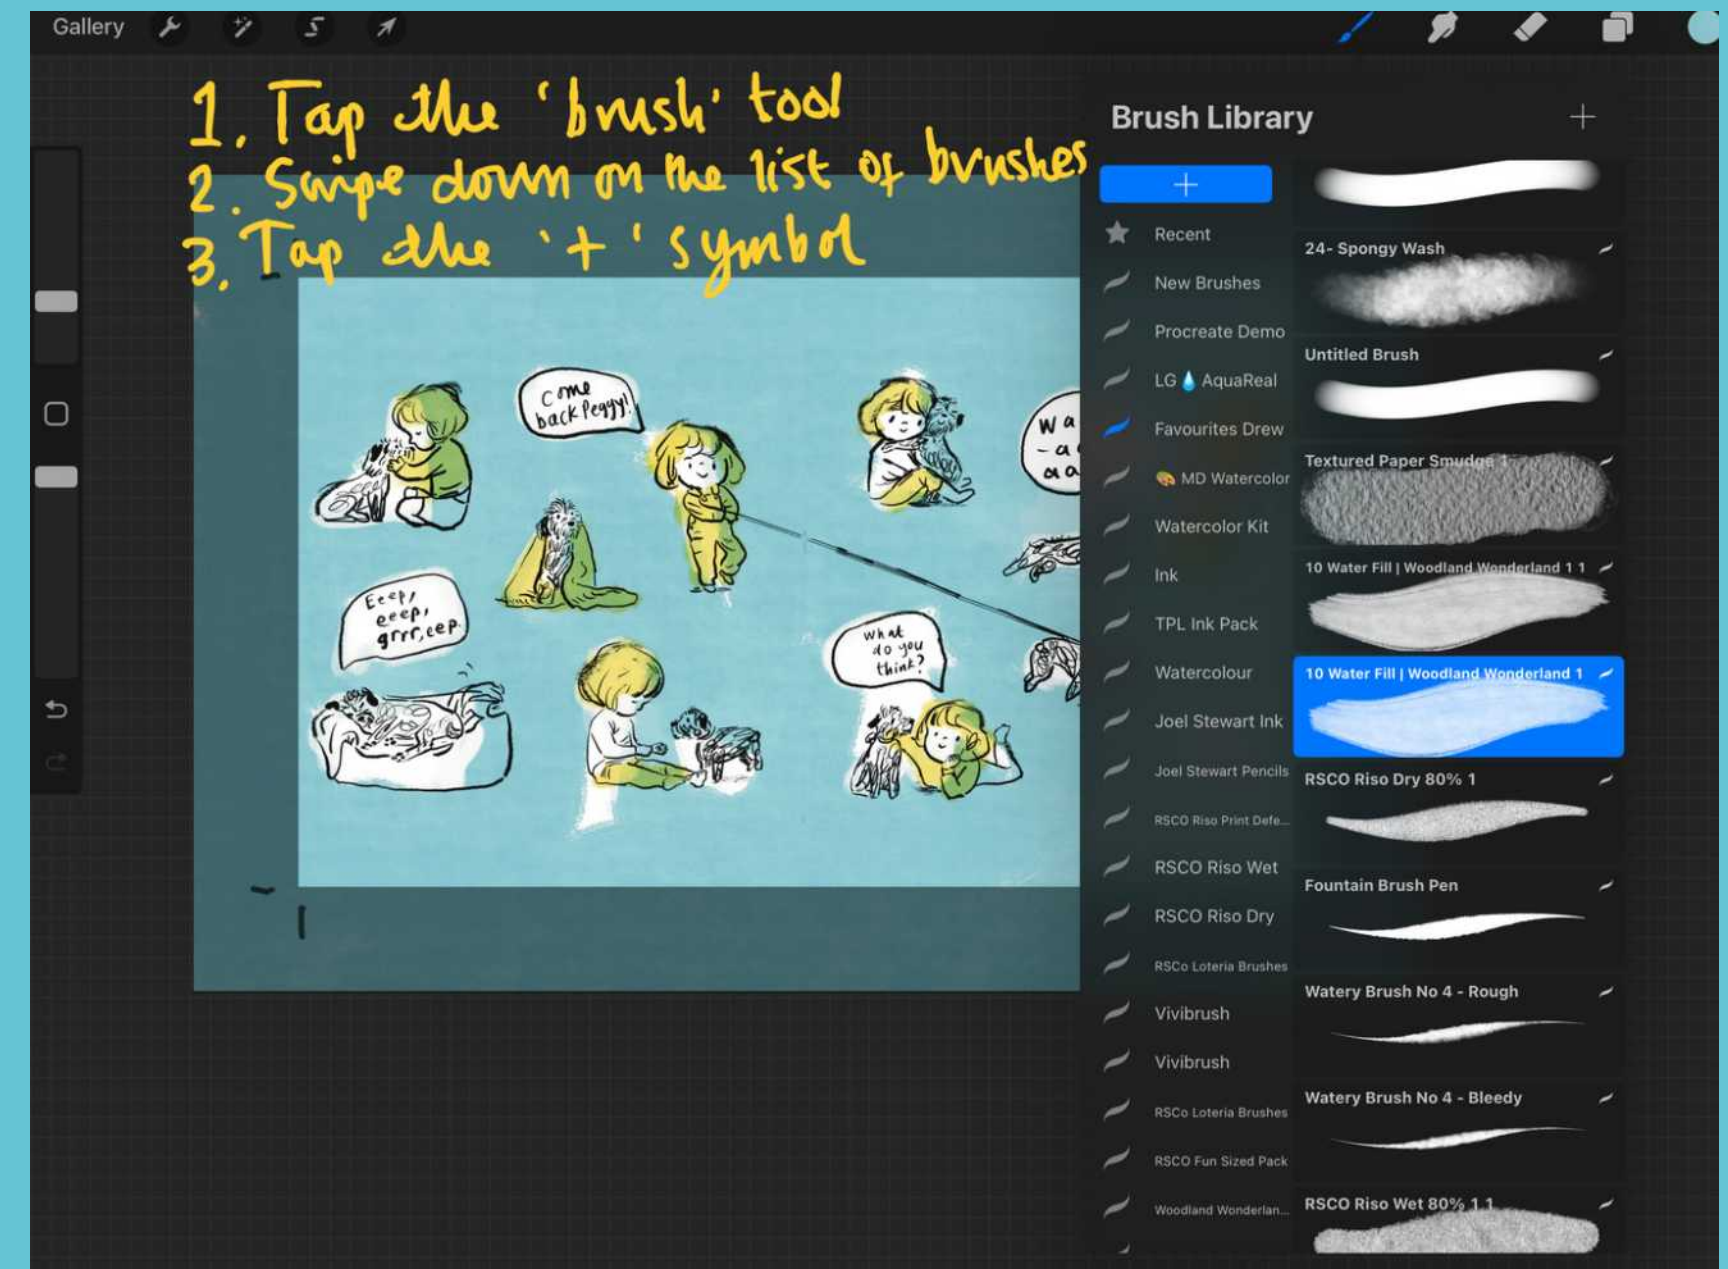 Gallery
1. Tap the 'brush' tool
2. Swipe down on the list of brushes
3. Tap the '+' symbol
Come
back Peggy!
Wa
-a
aa
Eeep,
eeep,
grrr,eep.
What
do you
think?
Brush Library
Recent
New Brushes
Procreate Demo
LG 💧 AquaReal
Favourites Drew
🎨 MD Watercolor
Watercolor Kit
Ink
TPL Ink Pack
Watercolour
Joel Stewart Ink
Joel Stewart Pencils
RSCO Riso Print Defe...
RSCO Riso Wet
RSCO Riso Dry
RSCo Loteria Brushes
Vivibrush
Vivibrush
RSCo Loteria Brushes
RSCO Fun Sized Pack
Woodland Wonderlan...
24- Spongy Wash
Untitled Brush
Textured Paper Smudge 1
10 Water Fill | Woodland Wonderland 1 1
10 Water Fill | Woodland Wonderland 1
RSCO Riso Dry 80% 1
Fountain Brush Pen
Watery Brush No 4 - Rough
Watery Brush No 4 - Bleedy
RSCO Riso Wet 80% 1 1